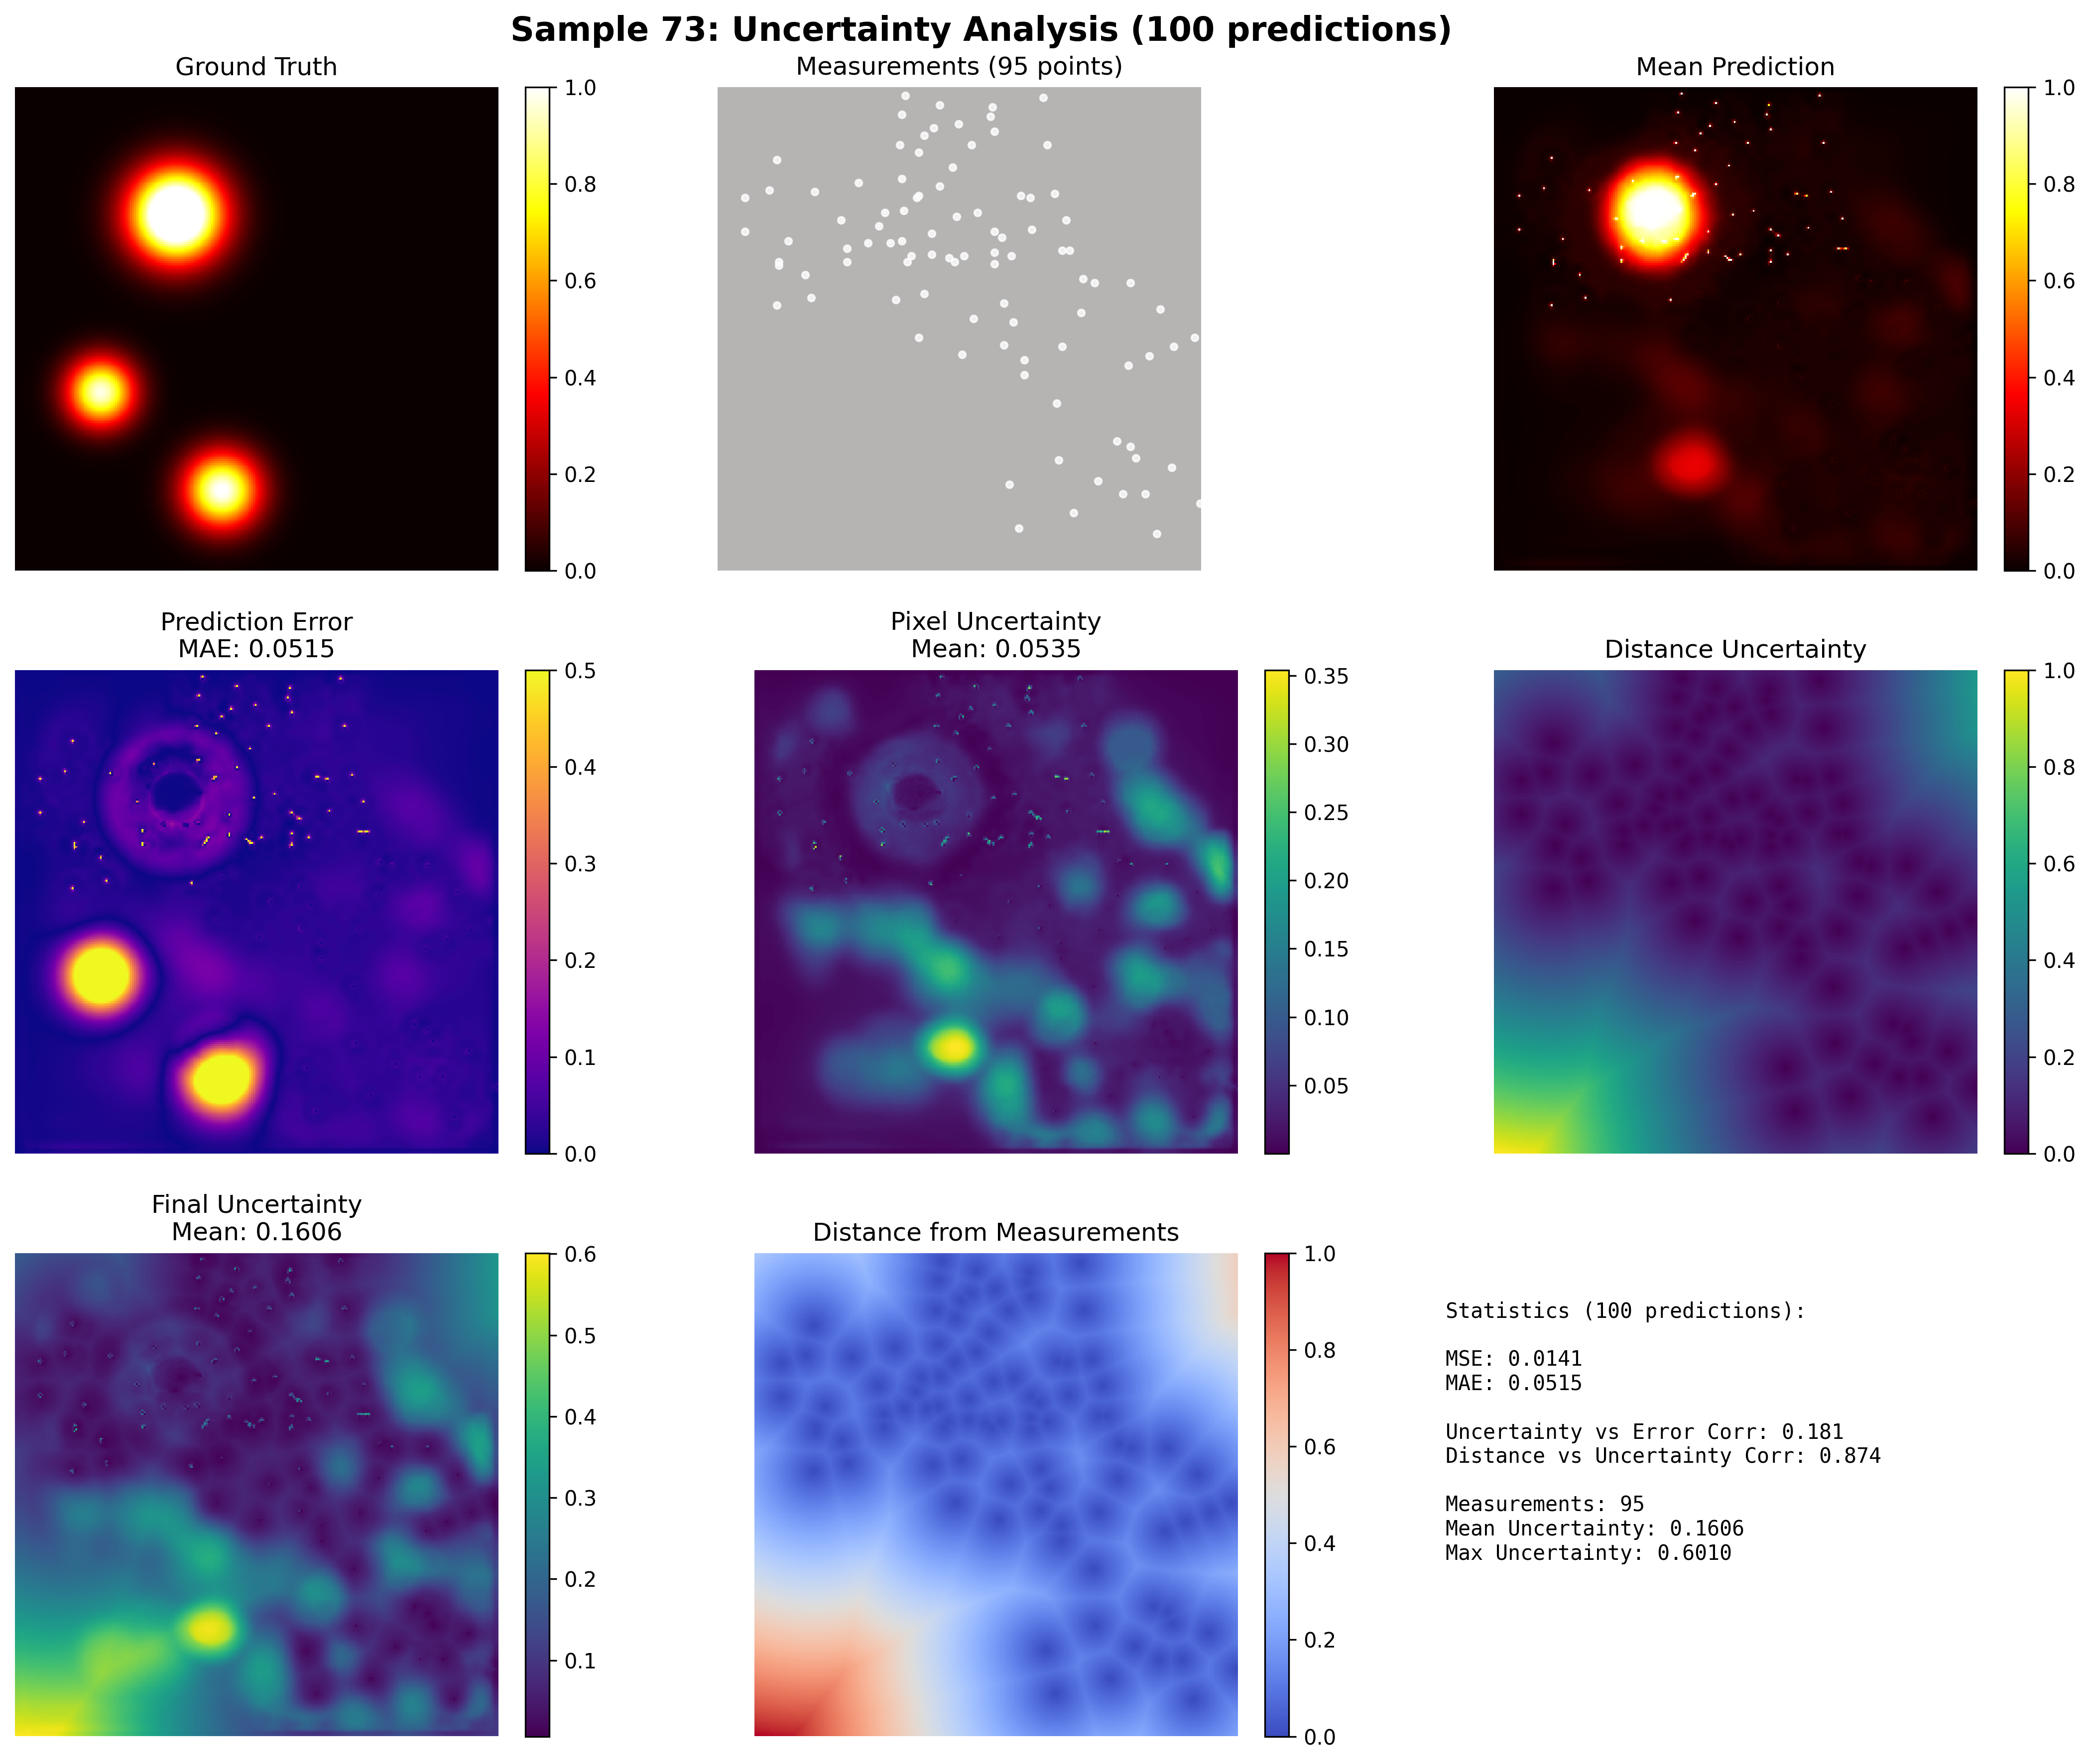 Sample 73: Uncertainty Analysis (100 predictions)
Ground Truth
1.0
0.8
0.6
0.4
0.2
0.0
Measurements (95 points)
Mean Prediction
1.0
0.8
0.6
0.4
0.2
0.0
Prediction Error
MAE: 0.0515
0.5
0.4
0.3
0.2
0.1
0.0
Pixel Uncertainty
Mean: 0.0535
0.35
0.30
0.25
0.20
0.15
0.10
0.05
Distance Uncertainty
1.0
0.8
0.6
0.4
0.2
0.0
Final Uncertainty
Mean: 0.1606
0.6
0.5
0.4
0.3
0.2
0.1
Distance from Measurements
1.0
0.8
0.6
0.4
0.2
0.0
Statistics (100 predictions):
MSE: 0.0141
MAE: 0.0515
Uncertainty vs Error Corr: 0.181
Distance vs Uncertainty Corr: 0.874
Measurements: 95
Mean Uncertainty: 0.1606
Max Uncertainty: 0.6010